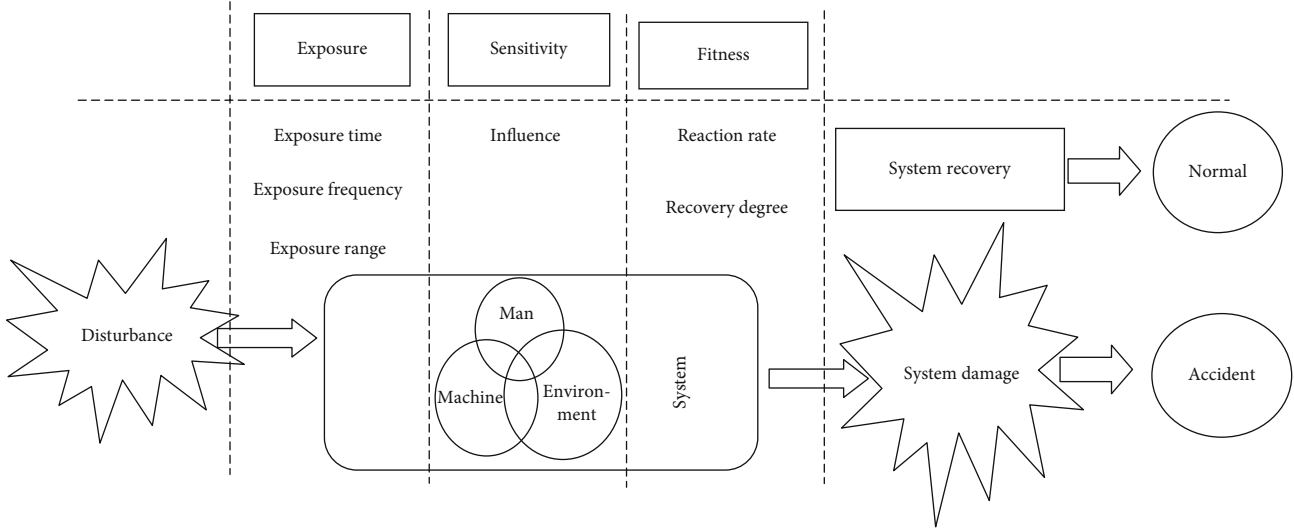 Exposure
Sensitivity
Fitness
Exposure time
Influence
Reaction rate
Exposure frequency
Recovery degree
Exposure range
System recovery
Normal
Disturbance
Man
Machine
Environ-
ment
System
System damage
Accident